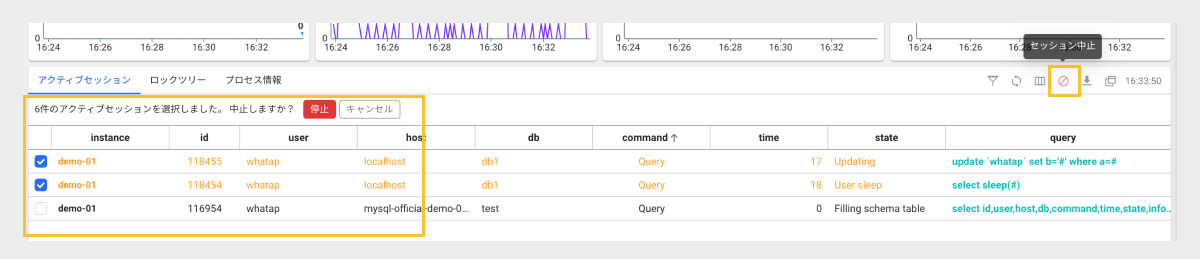 0
0 0 0
16:24 16:26 16:28 16:30 16:32 16:24 16:26 16:28 16:30 16:32 16:24 16:26 16:28 16:30 16:32 16:24 16:26 16:28 16:32
セッション中止
アクティブセッション ロックツリー プロセス情報 16:33:50
6件のアクティブセッションを選択しました。 中止しますか？ 停止 キャンセル
instance id user host db command time state query
demo-01 118455 whatap localhost db1 Query 17 Updating update `whatap` set b='#' where a=#
demo-01 118454 whatap localhost db1 Query 18 User sleep select sleep(#)
demo-01 116954 whatap mysql-official-demo-0... test Query 0 Filling schema table select id,user,host,db,command,time,state,info...